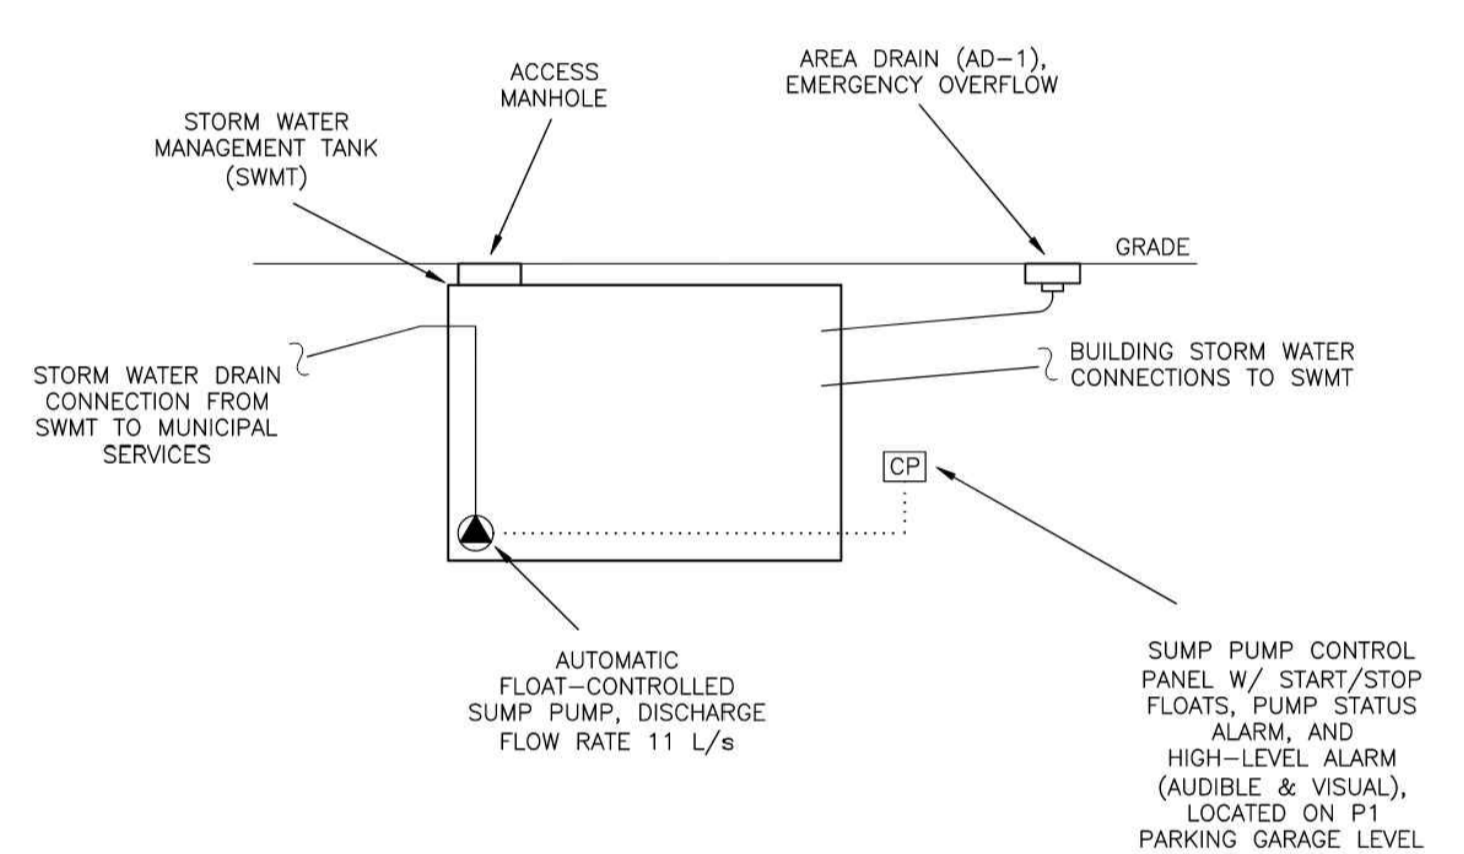 ACCESS
MANHOLE
AREA DRAIN (AD-1),
EMERGENCY OVERFLOW
STORM WATER
MANAGEMENT TANK
(SWMT)
GRADE
STORM WATER DRAIN
CONNECTION FROM
SWMT TO MUNICIPAL
SERVICES
BUILDING STORM WATER
CONNECTIONS TO SWMT
CP
AUTOMATIC
FLOAT-CONTROLLED
SUMP PUMP, DISCHARGE
FLOW RATE 11 L/s
SUMP PUMP CONTROL
PANEL W/ START/STOP
FLOATS, PUMP STATUS
ALARM, AND
HIGH-LEVEL ALARM
(AUDIBLE & VISUAL),
LOCATED ON P1
PARKING GARAGE LEVEL